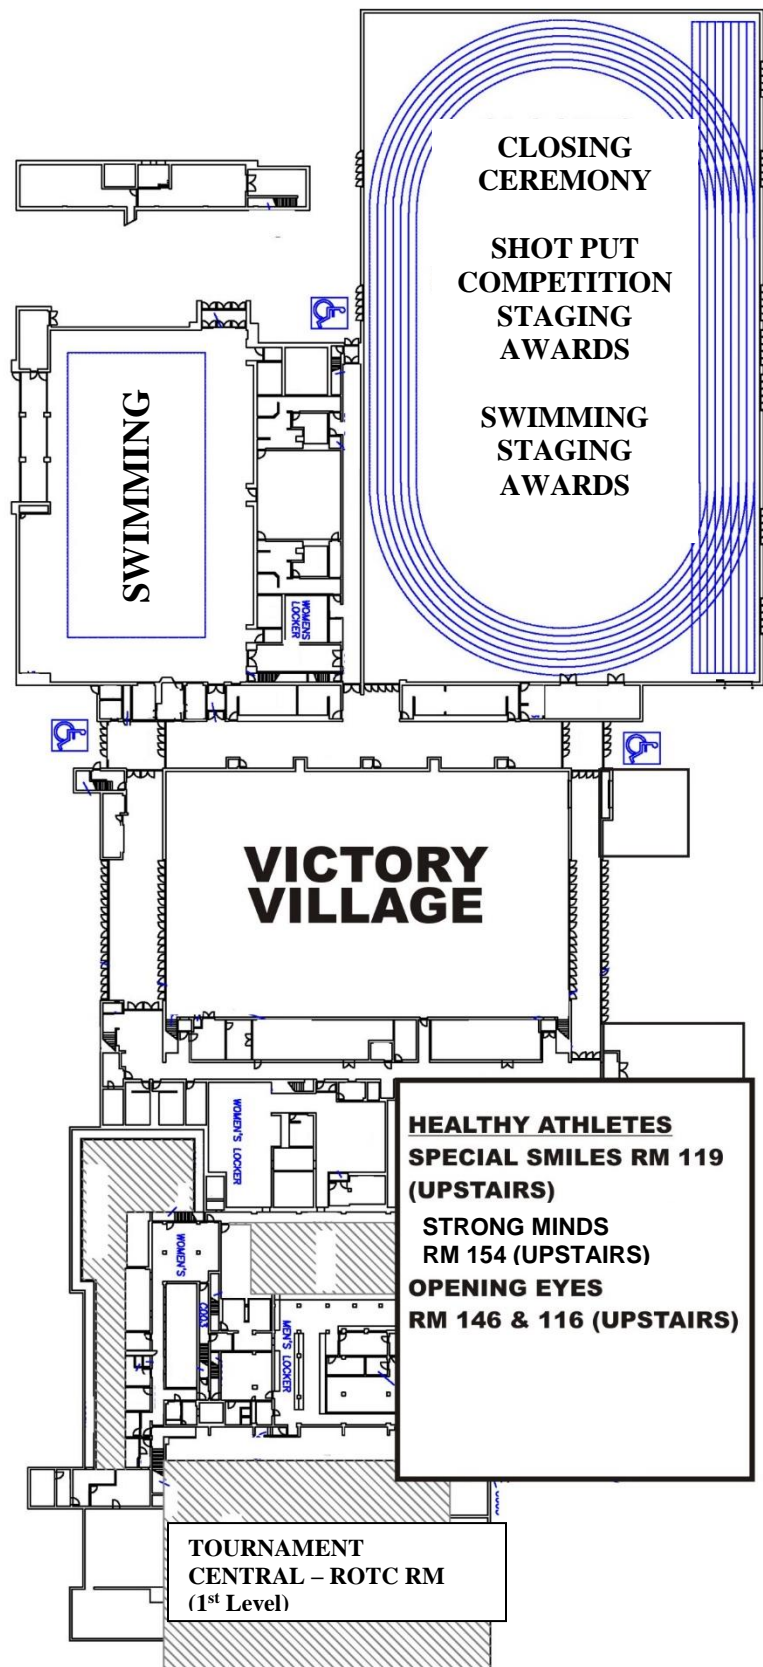 CLOSING
CEREMONY
SHOT PUT
COMPETITION
STAGING
AWARDS
SWIMMING
STAGING
AWARDS
SWIMMING
WOMENS
LOCKER
VICTORY
VILLAGE
WOMEN'S LOCKER
HEALTHY ATHLETES
SPECIAL SMILES RM 119
(UPSTAIRS)
STRONG MINDS
RM 154 (UPSTAIRS)
OPENING EYES
RM 146 & 116 (UPSTAIRS)
WOMEN'S
C003
MEN'S LOCKER
TOURNAMENT
CENTRAL – ROTC RM
(1st Level)